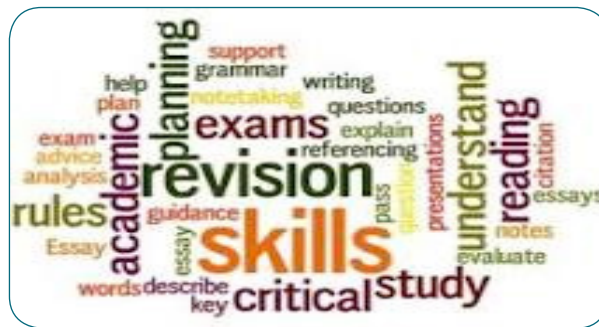 support
grammar
planning
help
writing
plan
notetaking
questions
exams
explain
exam
academic
referencing
advice
analysis
revision
understand
reading
citation
presentations
pass
question
essays
rules
guidance
notes
Essay
essay
skills
evaluate
words
describe
key
critical
study